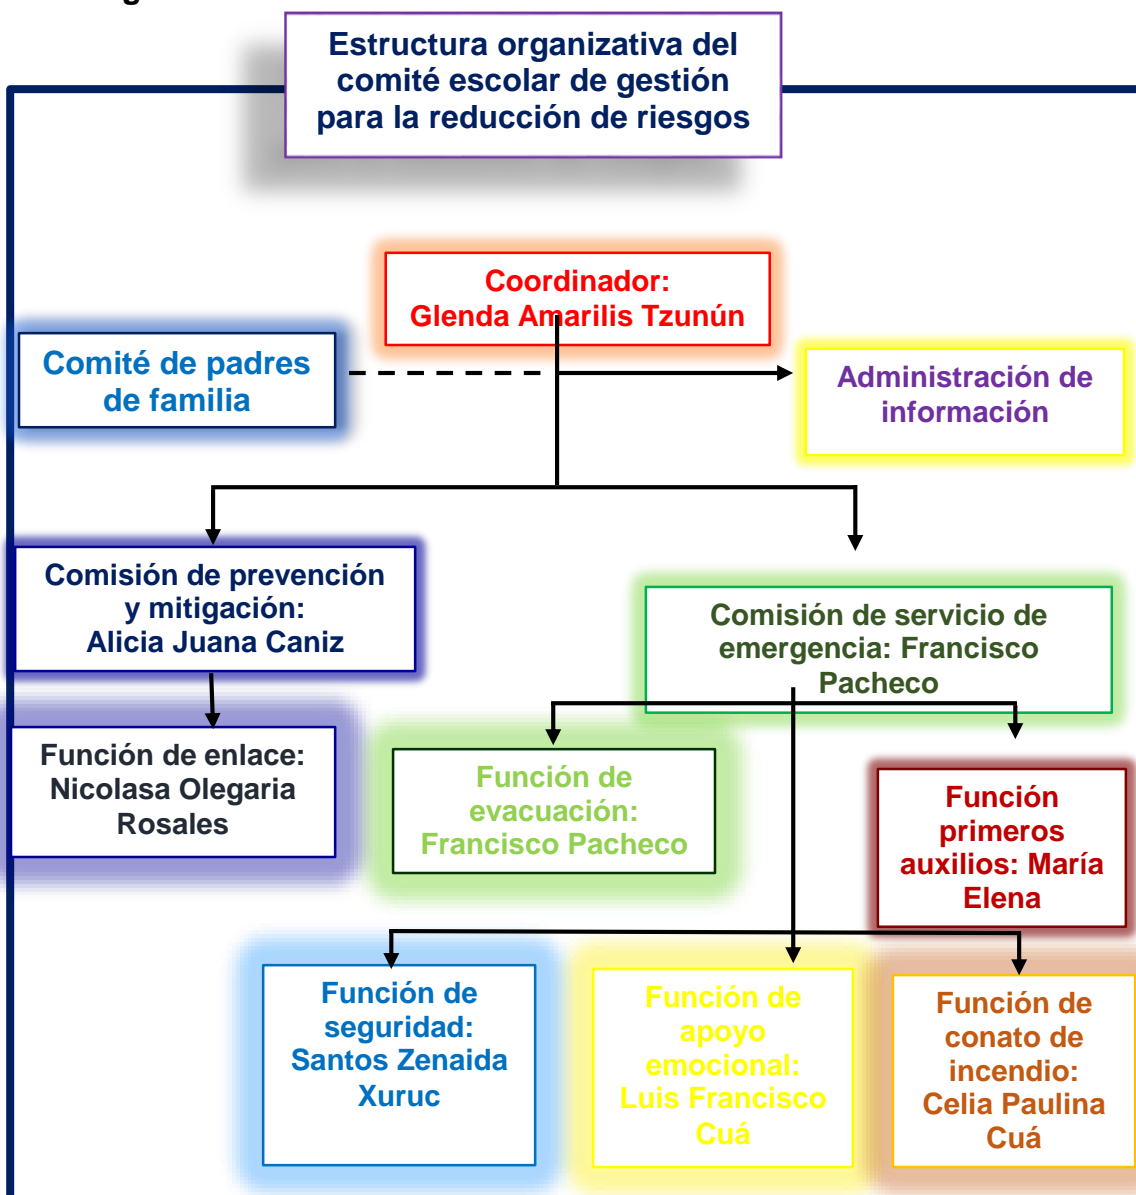 Estructura organizativa del
comité escolar de gestión
para la reducción de riesgos
Coordinador:
Glenda Amarilis Tzunún
Comité de padres
de familia
Administración de
información
Comisión de prevención
y mitigación:
Alicia Juana Caniz
Comisión de servicio de
emergencia: Francisco
Pacheco
Función de enlace:
Nicolasa Olegaria
Rosales
Función de
evacuación:
Francisco Pacheco
Función
primeros
auxilios: María
Elena
Función de
seguridad:
Santos Zenaida
Xuruc
Función de
apoyo
emocional:
Luis Francisco
Cuá
Función de
conato de
incendio:
Celia Paulina
Cuá